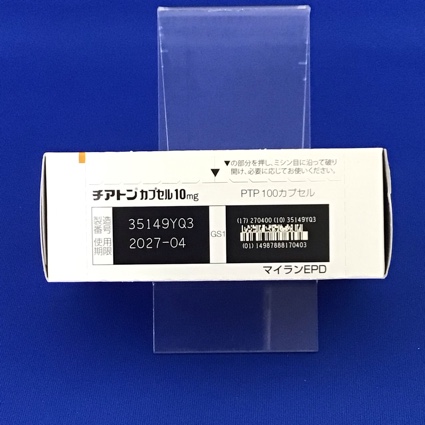 ▼の部分を押し、ミシン目に沿って破り
開け、必要に応じてお使いください。
▼
チアトンカプセル10mg
PTP 100カプセル
製造番号 35149YQ3
使用期限 2027-04
GS1
(17) 270400 (10) 35149YQ3
(01) 14987888170403
マイランEPD